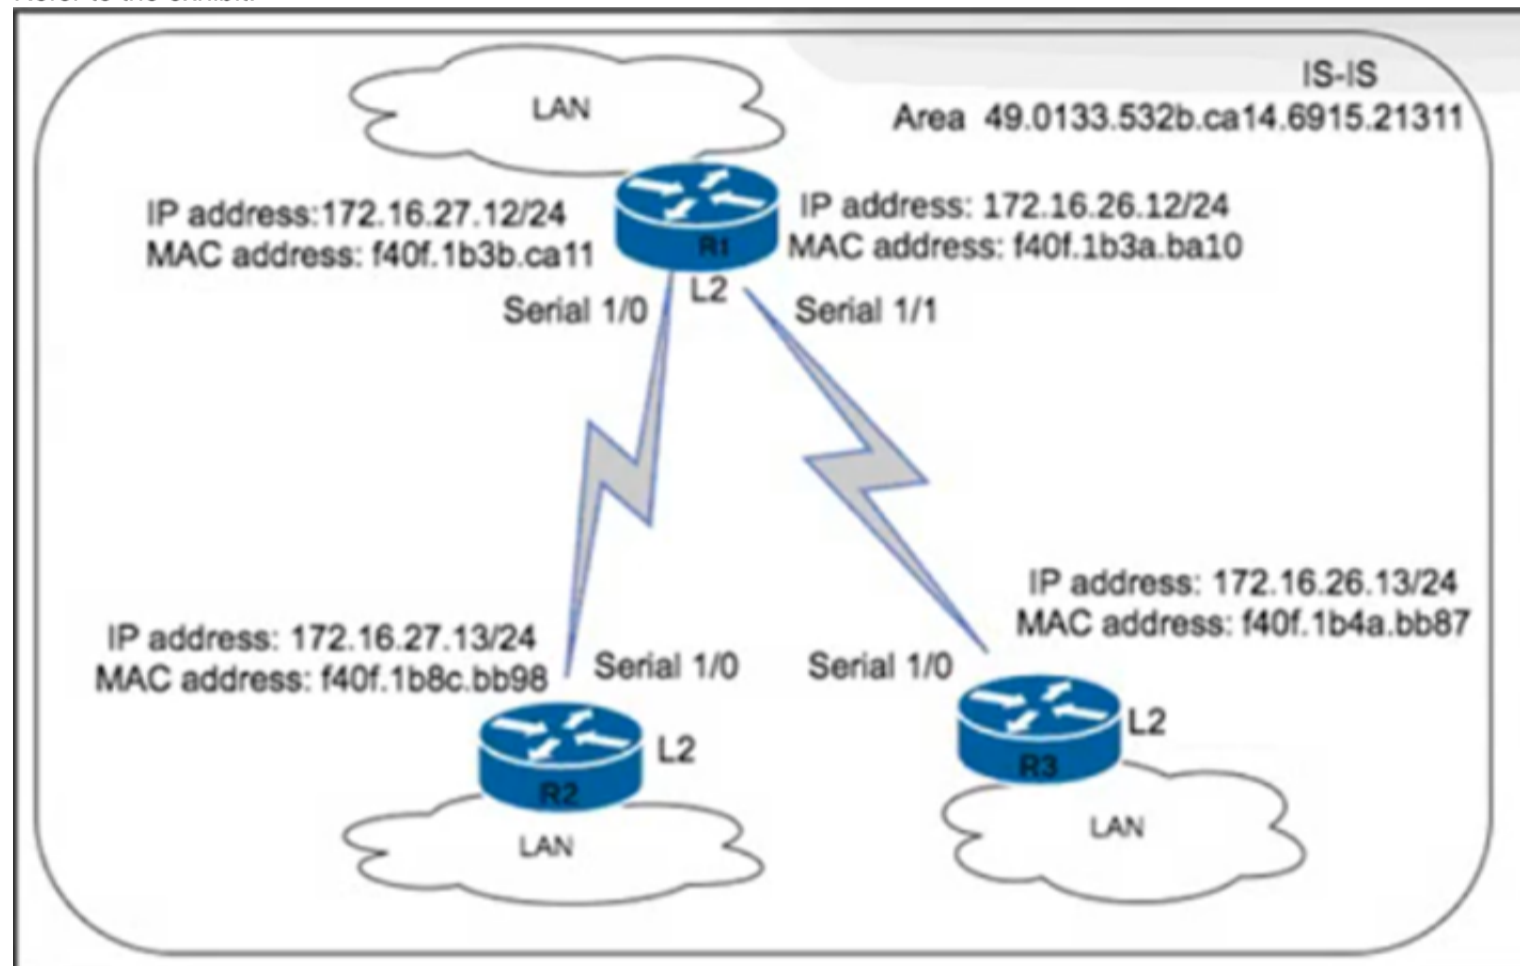 Refer to the exhibit.
IS-IS
Area 49.0133.532b.ca14.6915.21311
LAN
IP address:172.16.27.12/24
MAC address: f40f.1b3b.ca11
IP address: 172.16.26.12/24
MAC address: f40f.1b3a.ba10
R1
L2
Serial 1/0
Serial 1/1
IP address: 172.16.27.13/24
MAC address: f40f.1b8c.bb98
Serial 1/0
R2
L2
LAN
IP address: 172.16.26.13/24
MAC address: f40f.1b4a.bb87
Serial 1/0
R3
L2
LAN